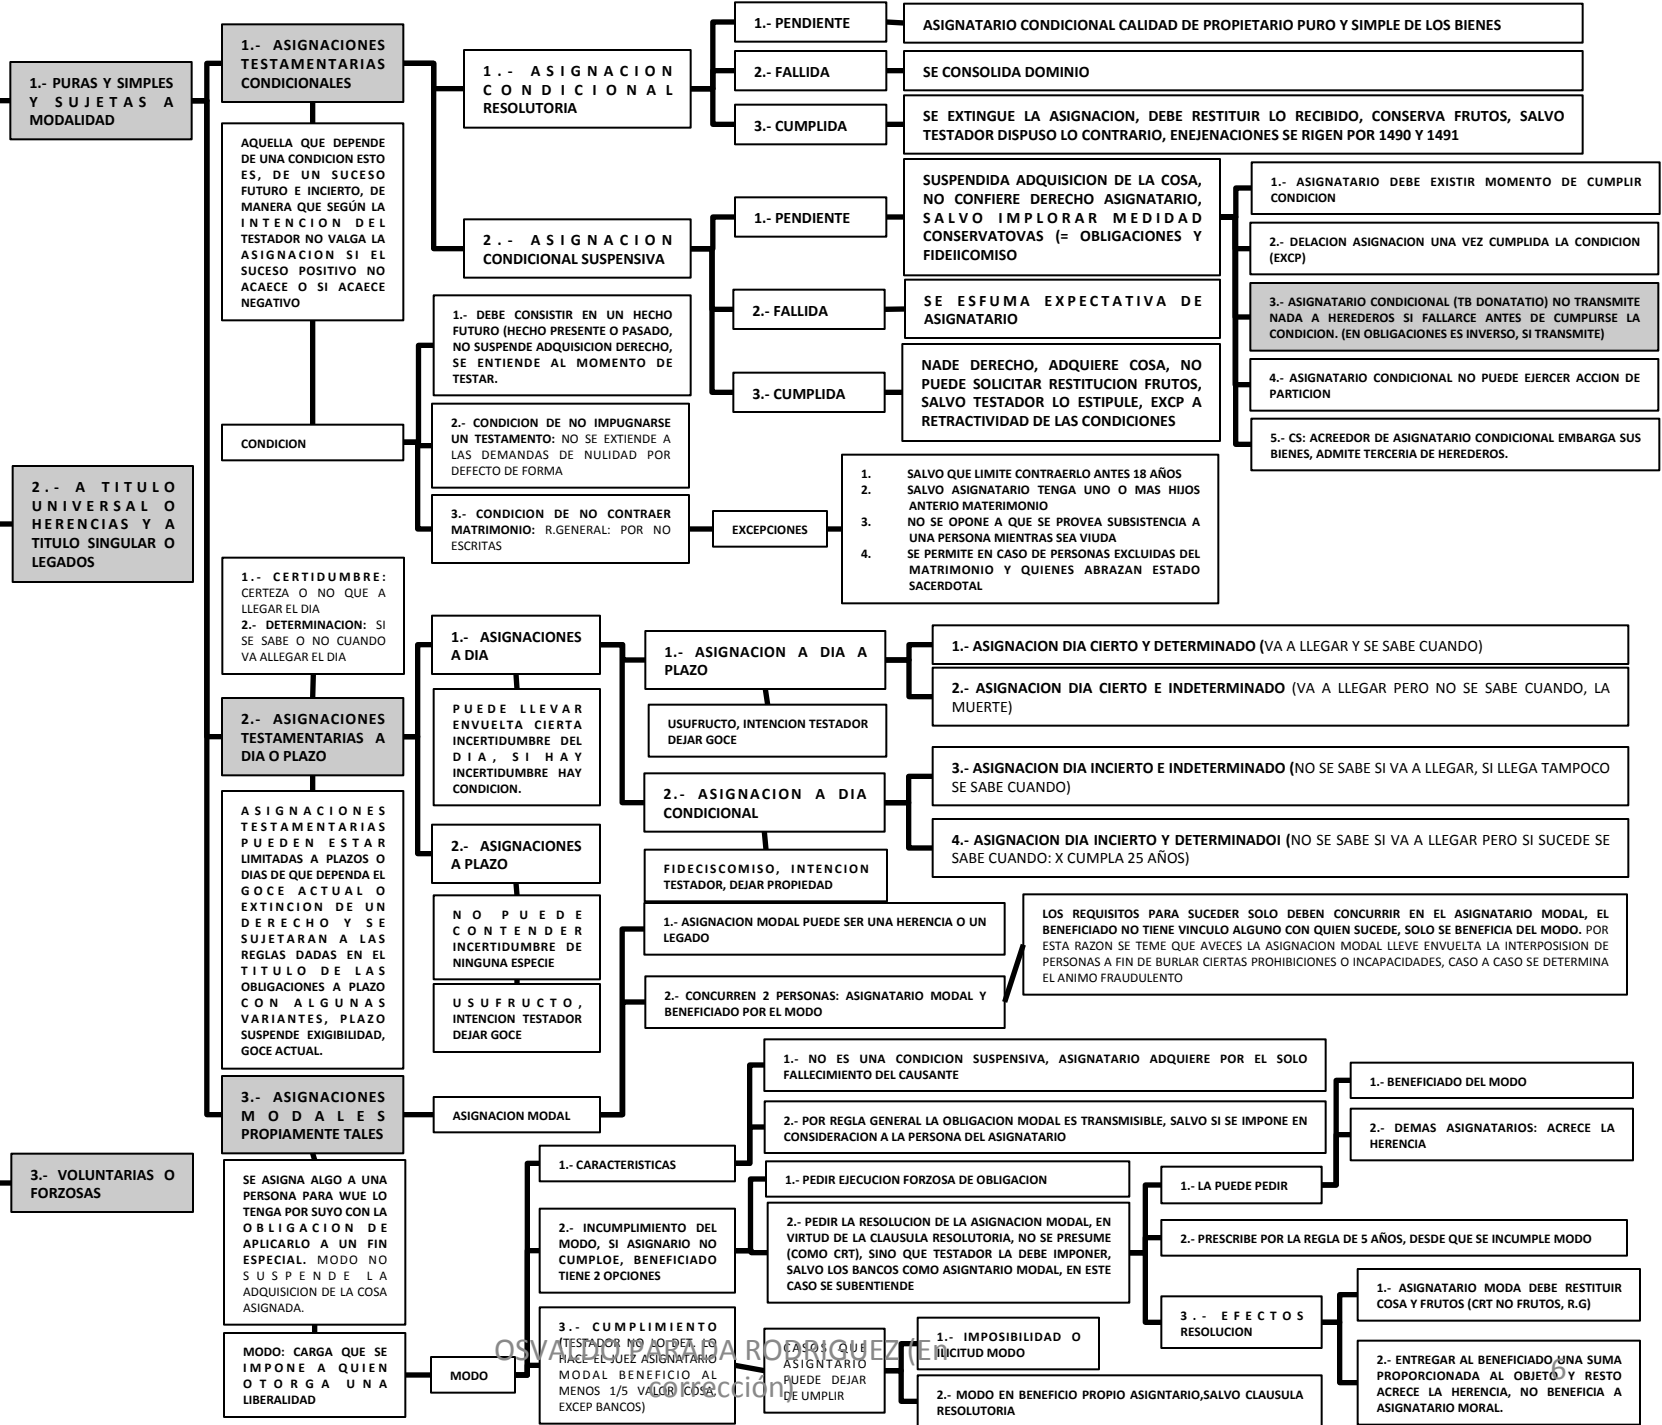 1.- PURAS Y SIMPLES
Y SUJETAS A
MODALIDAD
2.- A TITULO
UNIVERSAL O
HERENCIAS Y A
TITULO SINGULAR O
LEGADOS
3.- VOLUNTARIAS O
FORZOSAS
1.- ASIGNACIONES
TESTAMENTARIAS
CONDICIONALES
AQUELLA QUE DEPENDE
DE UNA CONDICION ESTO
ES, DE UN SUCESO
FUTURO E INCIERTO, DE
MANERA QUE SEGÚN LA
INTENCION DEL
TESTADOR NO VALGA LA
ASIGNACION SI EL
SUCESO POSITIVO NO
ACAECE O SI ACAECE
NEGATIVO
1.- ASIGNACION
CONDICIONAL
RESOLUTORIA
1.- PENDIENTE
ASIGNATARIO CONDICIONAL CALIDAD DE PROPIETARIO PURO Y SIMPLE DE LOS BIENES
2.- FALLIDA
SE CONSOLIDA DOMINIO
3.- CUMPLIDA
SE EXTINGUE LA ASIGNACION, DEBE RESTITUIR LO RECIBIDO, CONSERVA FRUTOS, SALVO
TESTADOR DISPUSO LO CONTRARIO, ENEJENACIONES SE RIGEN POR 1490 Y 1491
2.- ASIGNACION
CONDICIONAL SUSPENSIVA
1.- PENDIENTE
SUSPENDIDA ADQUISICION DE LA COSA,
NO CONFIERE DERECHO ASIGNATARIO,
SALVO IMPLORAR MEDIDAD
CONSERVATOVAS (= OBLIGACIONES Y
FIDEIICOMISO
1.- ASIGNATARIO DEBE EXISTIR MOMENTO DE CUMPLIR
CONDICION
2.- DELACION ASIGNACION UNA VEZ CUMPLIDA LA CONDICION
(EXCP)
3.- ASIGNATARIO CONDICIONAL (TB DONATATIO) NO TRANSMITE
NADA A HEREDEROS SI FALLARCE ANTES DE CUMPLIRSE LA
CONDICION. (EN OBLIGACIONES ES INVERSO, SI TRANSMITE)
4.- ASIGNATARIO CONDICIONAL NO PUEDE EJERCER ACCION DE
PARTICION
5.- CS: ACREEDOR DE ASIGNATARIO CONDICIONAL EMBARGA SUS
BIENES, ADMITE TERCERIA DE HEREDEROS.
2.- FALLIDA
SE ESFUMA EXPECTATIVA DE
ASIGNATARIO
3.- CUMPLIDA
NADE DERECHO, ADQUIERE COSA, NO
PUEDE SOLICITAR RESTITUCION FRUTOS,
SALVO TESTADOR LO ESTIPULE, EXCP A
RETRACTIVIDAD DE LAS CONDICIONES
CONDICION
1.- DEBE CONSISTIR EN UN HECHO
FUTURO (HECHO PRESENTE O PASADO,
NO SUSPENDE ADQUISICION DERECHO,
SE ENTIENDE AL MOMENTO DE
TESTAR.
2.- CONDICION DE NO IMPUGNARSE
UN TESTAMENTO: NO SE EXTIENDE A
LAS DEMANDAS DE NULIDAD POR
DEFECTO DE FORMA
3.- CONDICION DE NO CONTRAER
MATRIMONIO: R.GENERAL: POR NO
ESCRITAS
EXCEPCIONES
1. SALVO QUE LIMITE CONTRAERLO ANTES 18 AÑOS
2. SALVO ASIGNATARIO TENGA UNO O MAS HIJOS
ANTERIO MATERIMONIO
3. NO SE OPONE A QUE SE PROVEA SUBSISTENCIA A
UNA PERSONA MIENTRAS SEA VIUDA
4. SE PERMITE EN CASO DE PERSONAS EXCLUIDAS DEL
MATRIMONIO Y QUIENES ABRAZAN ESTADO
SACERDOTAL
1.- CERTIDUMBRE:
CERTEZA O NO QUE A
LLEGAR EL DIA
2.- DETERMINACION: SI
SE SABE O NO CUANDO
VA ALLEGAR EL DIA
2.- ASIGNACIONES
TESTAMENTARIAS A
DIA O PLAZO
ASIGNACIONES
TESTAMENTARIAS
PUEDEN ESTAR
LIMITADAS A PLAZOS O
DIAS DE QUE DEPENDA EL
GOCE ACTUAL O
EXTINCION DE UN
DERECHO Y SE
SUJETARAN A LAS
REGLAS DADAS EN EL
TITULO DE LAS
OBLIGACIONES A PLAZO
CON ALGUNAS
VARIANTES, PLAZO
SUSPENDE EXIGIBILIDAD,
GOCE ACTUAL.
1.- ASIGNACIONES
A DIA
PUEDE LLEVAR
ENVUELTA CIERTA
INCERTIDUMBRE DEL
DIA, SI HAY
INCERTIDUMBRE HAY
CONDICION.
2.- ASIGNACIONES
A PLAZO
NO PUEDE
CONTENDER
INCERTIDUMBRE DE
NINGUNA ESPECIE
USUFRUCTO,
INTENCION TESTADOR
DEJAR GOCE
1.- ASIGNACION A DIA A
PLAZO
USUFRUCTO, INTENCION TESTADOR
DEJAR GOCE
1.- ASIGNACION DIA CIERTO Y DETERMINADO (VA A LLEGAR Y SE SABE CUANDO)
2.- ASIGNACION DIA CIERTO E INDETERMINADO (VA A LLEGAR PERO NO SE SABE CUANDO, LA
MUERTE)
2.- ASIGNACION A DIA
CONDICIONAL
FIDECISCOMISO, INTENCION
TESTADOR, DEJAR PROPIEDAD
3.- ASIGNACION DIA INCIERTO E INDETERMINADO (NO SE SABE SI VA A LLEGAR, SI LLEGA TAMPOCO
SE SABE CUANDO)
4.- ASIGNACION DIA INCIERTO Y DETERMINADOI (NO SE SABE SI VA A LLEGAR PERO SI SUCEDE SE
SABE CUANDO: X CUMPLA 25 AÑOS)
3.- ASIGNACIONES
MODALES
PROPIAMENTE TALES
SE ASIGNA ALGO A UNA
PERSONA PARA WUE LO
TENGA POR SUYO CON LA
OBLIGACION DE
APLICARLO A UN FIN
ESPECIAL. MODO NO
SUSPENDE LA
ADQUISICION DE LA COSA
ASIGNADA.
MODO: CARGA QUE SE
IMPONE A QUIEN
OTORGA UNA
LIBERALIDAD
ASIGNACION MODAL
1.- ASIGNACION MODAL PUEDE SER UNA HERENCIA O UN
LEGADO
2.- CONCURREN 2 PERSONAS: ASIGNATARIO MODAL Y
BENEFICIADO POR EL MODO
LOS REQUISITOS PARA SUCEDER SOLO DEBEN CONCURRIR EN EL ASIGNATARIO MODAL, EL
BENEFICIADO NO TIENE VINCULO ALGUNO CON QUIEN SUCEDE, SOLO SE BENEFICIA DEL MODO. POR
ESTA RAZON SE TEME QUE AVECES LA ASIGNACION MODAL LLEVE ENVUELTA LA INTERPOSISION DE
PERSONAS A FIN DE BURLAR CIERTAS PROHIBICIONES O INCAPACIDADES, CASO A CASO SE DETERMINA
EL ANIMO FRAUDULENTO
MODO
1.- CARACTERISTICAS
1.- NO ES UNA CONDICION SUSPENSIVA, ASIGNATARIO ADQUIERE POR EL SOLO
FALLECIMIENTO DEL CAUSANTE
2.- POR REGLA GENERAL LA OBLIGACION MODAL ES TRANSMISIBLE, SALVO SI SE IMPONE EN
CONSIDERACION A LA PERSONA DEL ASIGNATARIO
2.- INCUMPLIMIENTO DEL
MODO, SI ASIGNARIO NO
CUMPLOE, BENEFICIADO
TIENE 2 OPCIONES
1.- PEDIR EJECUCION FORZOSA DE OBLIGACION
2.- PEDIR LA RESOLUCION DE LA ASIGNACION MODAL, EN
VIRTUD DE LA CLAUSULA RESOLUTORIA, NO SE PRESUME
(COMO CRT), SINO QUE TESTADOR LA DEBE IMPONER,
SALVO LOS BANCOS COMO ASIGNTARIO MODAL, EN ESTE
CASO SE SUBENTIENDE
1.- LA PUEDE PEDIR
1.- BENEFICIADO DEL MODO
2.- DEMAS ASIGNATARIOS: ACRECE LA
HERENCIA
2.- PRESCRIBE POR LA REGLA DE 5 AÑOS, DESDE QUE SE INCUMPLE MODO
3.- EFECTOS
RESOLUCION
1.- ASIGNATARIO MODA DEBE RESTITUIR
COSA Y FRUTOS (CRT NO FRUTOS, R.G)
2.- ENTREGAR AL BENEFICIADO UNA SUMA
PROPORCIONADA AL OBJETO Y RESTO
ACRECE LA HERENCIA, NO BENEFICIA A
ASIGNATARIO MORAL.
3.- CUMPLIMIENTO
(TESTADOR NO LO DET, LO
HACE EL JUEZ ASIGNATARIO
MODAL BENEFICIO AL
MENOS 1/5 VALOR COSA,
EXCEP BANCOS)
CASOS QUE
ASIGNTARIO
PUEDE DEJAR
DE UMPLIR
1.- IMPOSIBILIDAD O
INICITUD MODO
2.- MODO EN BENEFICIO PROPIO ASIGNTARIO,SALVO CLAUSULA
RESOLUTORIA
OSVALDO PARADA RODRIGUEZ (En
corrección)
6